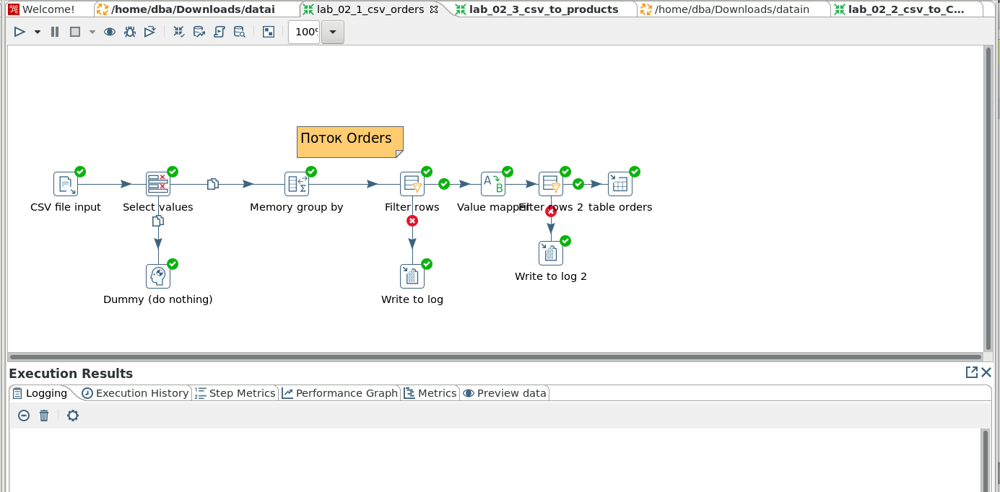 Welcome!
/home/dba/Downloads/datai
lab_02_1_csv_orders
lab_02_3_csv_to_products
/home/dba/Downloads/datain
lab_02_2_csv_to_C...
100%
Поток Orders
CSV file input
Select values
Memory group by
Filter rows
Value mapper
Filter rows 2
table orders
Dummy (do nothing)
Write to log
Write to log 2
Execution Results
Logging
Execution History
Step Metrics
Performance Graph
Metrics
Preview data